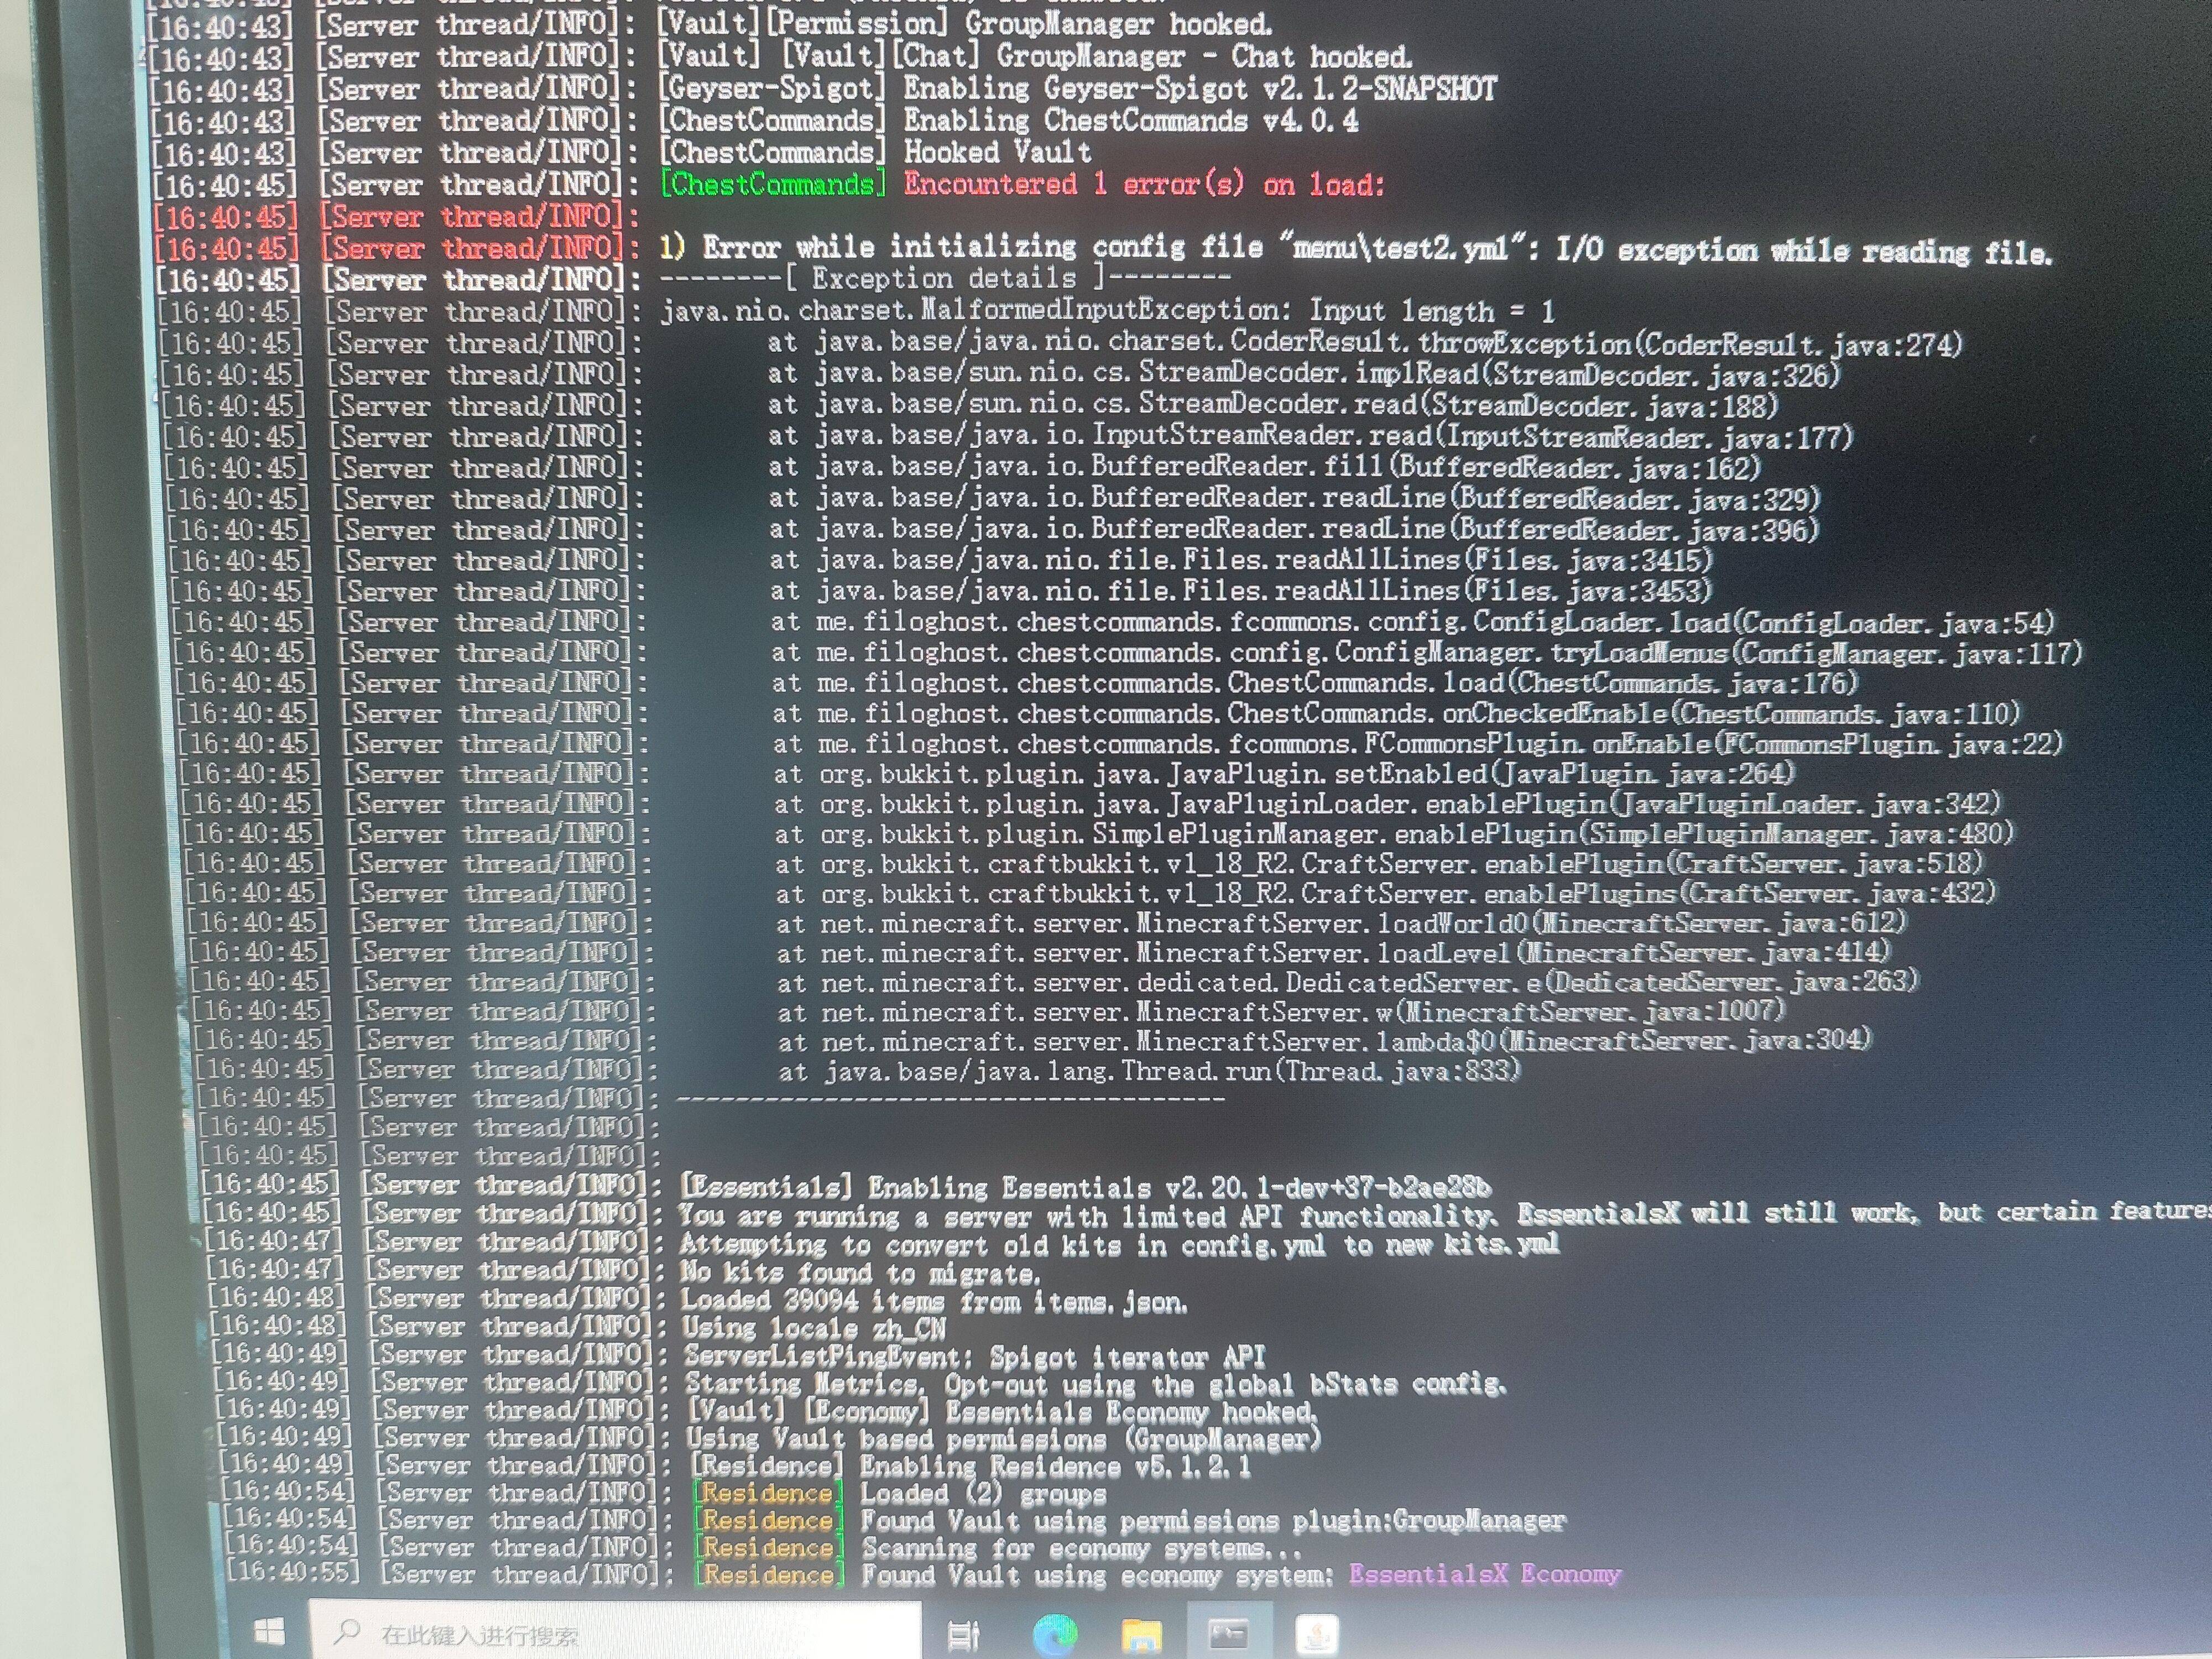 [16:40:43] [Server thread/INFO]: [Vault][Permission] GroupManager hooked.
[16:40:43] [Server thread/INFO]: [Vault] [Vault][Chat] GroupManager - Chat hooked.
[16:40:43] [Server thread/INFO]: [Geyser-Spigot] Enabling Geyser-Spigot v2.1.2-SNAPSHOT
[16:40:43] [Server thread/INFO]: [ChestCommands] Enabling ChestCommands v4.0.4
[16:40:43] [Server thread/INFO]: [ChestCommands] Hooked Vault
[16:40:45] [Server thread/INFO]: [ChestCommands] Encountered 1 error(s) on load:
[16:40:45] [Server thread/INFO]:
[16:40:45] [Server thread/INFO]: 1) Error while initializing config file "menu\test2.yml": I/O exception while reading file.
[16:40:45] [Server thread/INFO]: --------[ Exception details ]--------
[16:40:45] [Server thread/INFO]: java.nio.charset.MalformedInputException: Input length = 1
[16:40:45] [Server thread/INFO]: at java.base/java.nio.charset.CoderResult.throwException(CoderResult.java:274)
[16:40:45] [Server thread/INFO]: at java.base/sun.nio.cs.StreamDecoder.implRead(StreamDecoder.java:326)
[16:40:45] [Server thread/INFO]: at java.base/sun.nio.cs.StreamDecoder.read(StreamDecoder.java:188)
[16:40:45] [Server thread/INFO]: at java.base/java.io.InputStreamReader.read(InputStreamReader.java:177)
[16:40:45] [Server thread/INFO]: at java.base/java.io.BufferedReader.fill(BufferedReader.java:162)
[16:40:45] [Server thread/INFO]: at java.base/java.io.BufferedReader.readLine(BufferedReader.java:329)
[16:40:45] [Server thread/INFO]: at java.base/java.io.BufferedReader.readLine(BufferedReader.java:396)
[16:40:45] [Server thread/INFO]: at java.base/java.nio.file.Files.readAllLines(Files.java:3415)
[16:40:45] [Server thread/INFO]: at java.base/java.nio.file.Files.readAllLines(Files.java:3453)
[16:40:45] [Server thread/INFO]: at me.filoghost.chestcommands.fcommons.config.ConfigLoader.load(ConfigLoader.java:54)
[16:40:45] [Server thread/INFO]: at me.filoghost.chestcommands.config.ConfigManager.tryLoadMenus(ConfigManager.java:117)
[16:40:45] [Server thread/INFO]: at me.filoghost.chestcommands.ChestCommands.load(ChestCommands.java:176)
[16:40:45] [Server thread/INFO]: at me.filoghost.chestcommands.ChestCommands.onCheckedEnable(ChestCommands.java:110)
[16:40:45] [Server thread/INFO]: at me.filoghost.chestcommands.fcommons.FCommonsPlugin.onEnable(FCommonsPlugin.java:22)
[16:40:45] [Server thread/INFO]: at org.bukkit.plugin.java.JavaPlugin.setEnabled(JavaPlugin.java:264)
[16:40:45] [Server thread/INFO]: at org.bukkit.plugin.java.JavaPluginLoader.enablePlugin(JavaPluginLoader.java:342)
[16:40:45] [Server thread/INFO]: at org.bukkit.plugin.SimplePluginManager.enablePlugin(SimplePluginManager.java:480)
[16:40:45] [Server thread/INFO]: at org.bukkit.craftbukkit.v1_18_R2.CraftServer.enablePlugin(CraftServer.java:518)
[16:40:45] [Server thread/INFO]: at org.bukkit.craftbukkit.v1_18_R2.CraftServer.enablePlugins(CraftServer.java:432)
[16:40:45] [Server thread/INFO]: at net.minecraft.server.MinecraftServer.loadWorld0(MinecraftServer.java:612)
[16:40:45] [Server thread/INFO]: at net.minecraft.server.MinecraftServer.loadLevel(MinecraftServer.java:414)
[16:40:45] [Server thread/INFO]: at net.minecraft.server.dedicated.DedicatedServer.e(DedicatedServer.java:263)
[16:40:45] [Server thread/INFO]: at net.minecraft.server.MinecraftServer.w(MinecraftServer.java:1007)
[16:40:45] [Server thread/INFO]: at net.minecraft.server.MinecraftServer.lambda$0(MinecraftServer.java:304)
[16:40:45] [Server thread/INFO]: at java.base/java.lang.Thread.run(Thread.java:833)
[16:40:45] [Server thread/INFO]: -------------------------------------
[16:40:45] [Server thread/INFO]:
[16:40:45] [Server thread/INFO]:
[16:40:45] [Server thread/INFO]: [Essentials] Enabling Essentials v2.20.1-dev+37-b2ae28b
[16:40:45] [Server thread/INFO]: You are running a server with limited API functionality. EssentialsX will still work, but certain features
[16:40:47] [Server thread/INFO]: Attempting to convert old kits in config.yml to new kits.yml
[16:40:47] [Server thread/INFO]: No kits found to migrate.
[16:40:48] [Server thread/INFO]: Loaded 39094 items from items.json.
[16:40:48] [Server thread/INFO]: Using locale zh_CN
[16:40:49] [Server thread/INFO]: ServerListPingEvent: Spigot iterator API
[16:40:49] [Server thread/INFO]: Starting Metrics. Opt-out using the global bStats config.
[16:40:49] [Server thread/INFO]: [Vault] [Economy] Essentials Economy hooked.
[16:40:49] [Server thread/INFO]: Using Vault based permissions (GroupManager)
[16:40:49] [Server thread/INFO]: [Residence] Enabling Residence v5.1.2.1
[16:40:54] [Server thread/INFO]: [Residence] Loaded (2) groups
[16:40:54] [Server thread/INFO]: [Residence] Found Vault using permissions plugin:GroupManager
[16:40:54] [Server thread/INFO]: [Residence] Scanning for economy systems...
[16:40:55] [Server thread/INFO]: [Residence] Found Vault using economy system: EssentialsX Economy
在此键入进行搜索